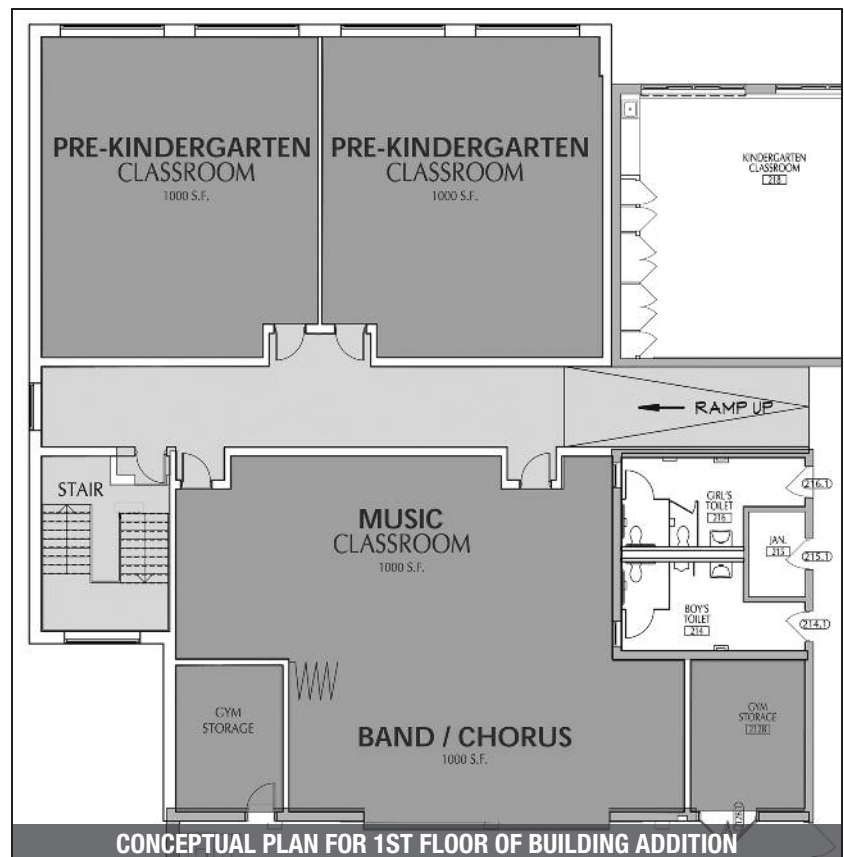 PRE-KINDERGARTEN
CLASSROOM
1000 S.F.
PRE-KINDERGARTEN
CLASSROOM
1000 S.F.
KINDERGARTEN
CLASSROOM
218
RAMP UP
STAIR
MUSIC
CLASSROOM
1000 S.F.
GIRL'S
TOILET
216
216.1
JAN.
215
215.1
BOY'S
TOILET
214
214.1
GYM
STORAGE
BAND / CHORUS
1000 S.F.
GYM
STORAGE
212B
CONCEPTUAL PLAN FOR 1ST FLOOR OF BUILDING ADDITION